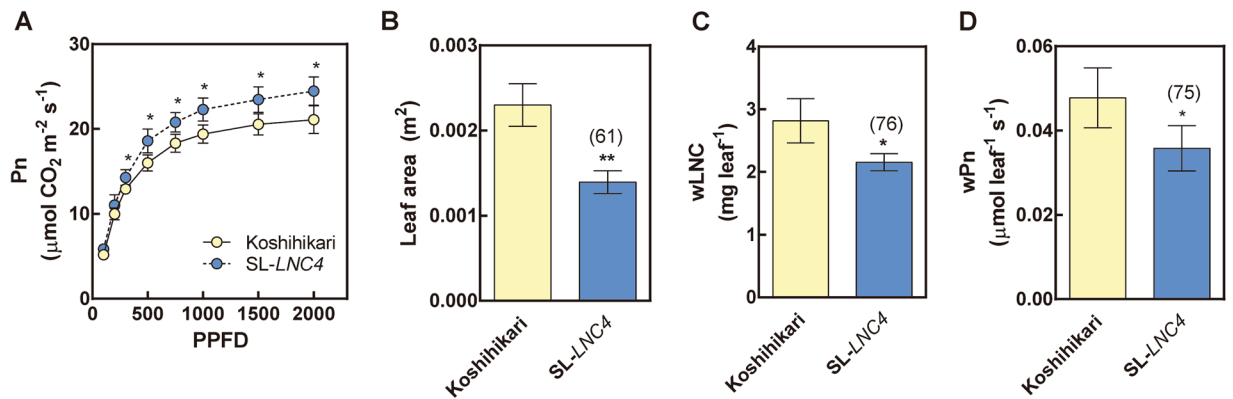 A
Pn
(μmol CO2 m-2 s-1)
30
20
10
0
* * * * * *
Koshihikari
SL-LNC4
0 500 1000 1500 2000
PPFD
B
Leaf area (m2)
0.003
0.002
0.001
0.000
(61)
**
Koshihikari
SL-LNC4
C
wLNC
(mg leaf-1)
4
3
2
1
0
(76)
*
Koshihikari
SL-LNC4
D
wPn
(μmol leaf-1 s-1)
0.06
0.04
0.02
0.00
(75)
*
Koshihikari
SL-LNC4